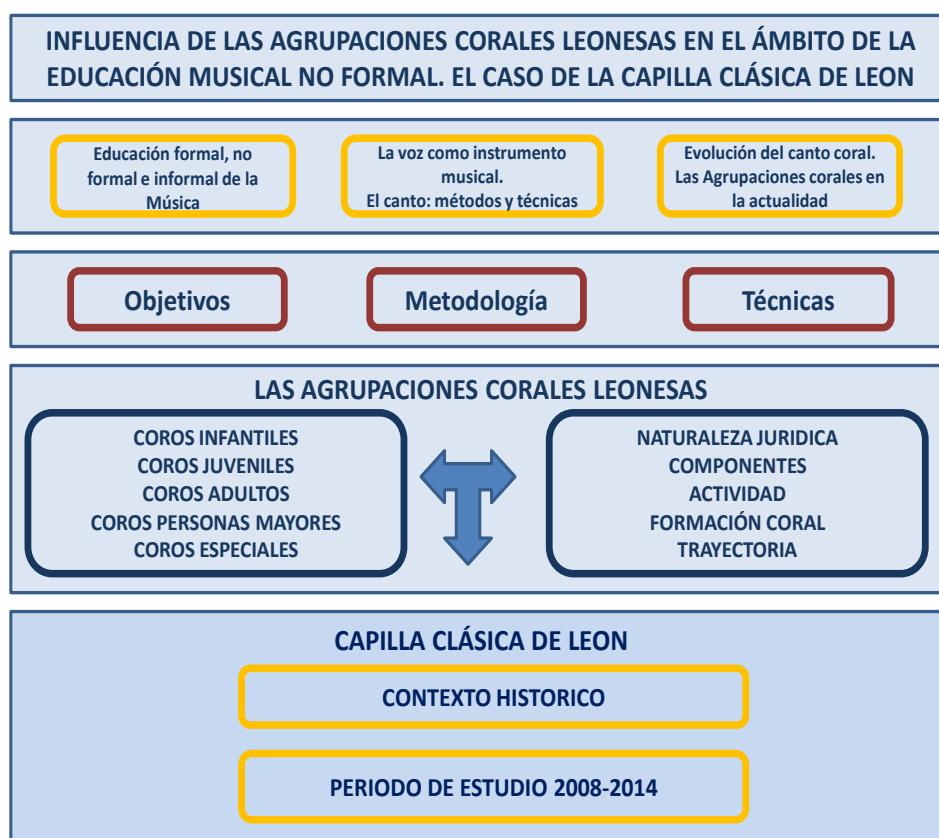 INFLUENCIA DE LAS AGRUPACIONES CORALES LEONESAS EN EL ÁMBITO DE LA
EDUCACIÓN MUSICAL NO FORMAL. EL CASO DE LA CAPILLA CLÁSICA DE LEON
Educación formal, no
formal e informal de la
Música
La voz como instrumento
musical.
El canto: métodos y técnicas
Evolución del canto coral.
Las Agrupaciones corales en
la actualidad
Objetivos
Metodología
Técnicas
LAS AGRUPACIONES CORALES LEONESAS
COROS INFANTILES
COROS JUVENILES
COROS ADULTOS
COROS PERSONAS MAYORES
COROS ESPECIALES
NATURALEZA JURIDICA
COMPONENTES
ACTIVIDAD
FORMACIÓN CORAL
TRAYECTORIA
CAPILLA CLÁSICA DE LEON
CONTEXTO HISTORICO
PERIODO DE ESTUDIO 2008-2014